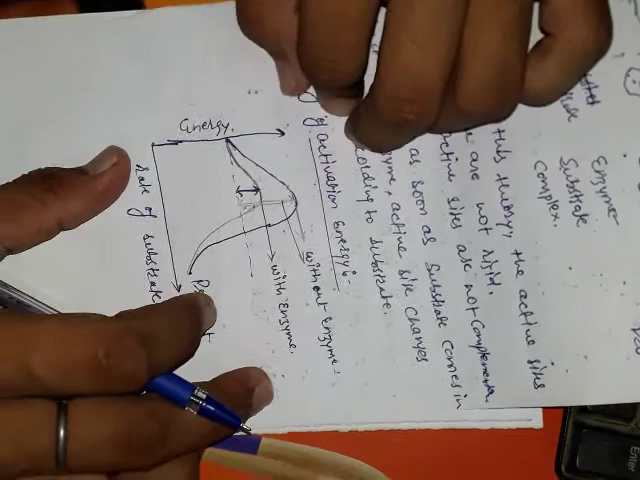 Enzyme
Substrate
Complex.
this theory, the active sites
are not rigid.
active sites are not complementa
as soon as substrate comes in
active site changes
to substrate.
of activation energy:-
without enzyme.
with enzyme.
Energy.
Rate of substrate
Enter